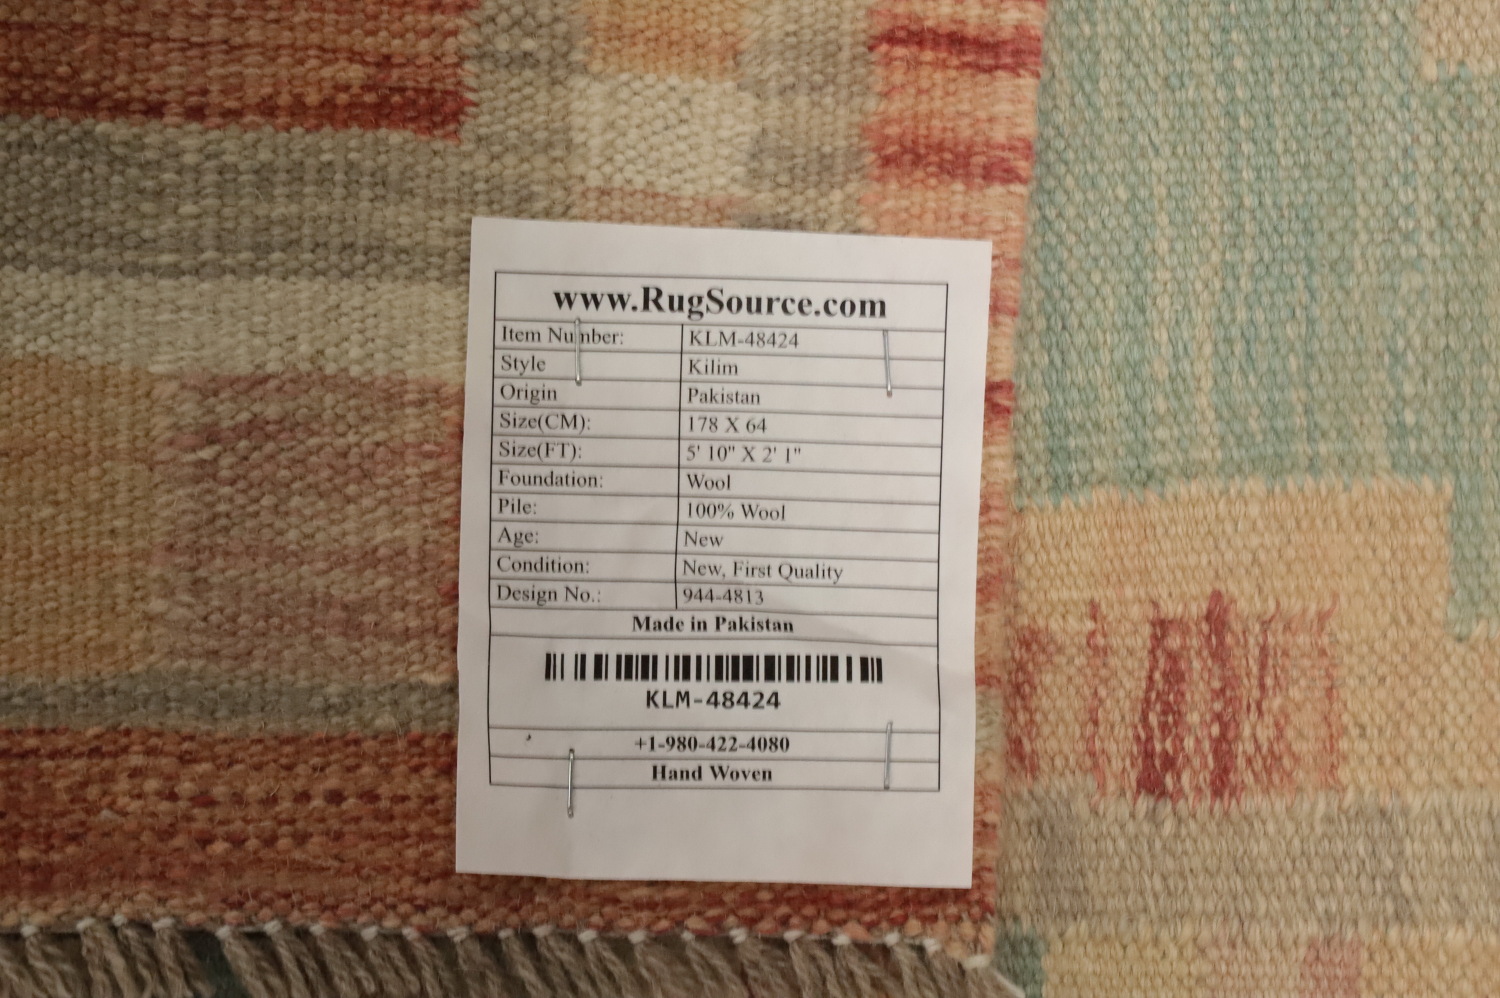 www.RugSource.com
Item Number: KLM-48424
Style Kilim
Origin Pakistan
Size(CM): 178 X 64
Size(FT): 5' 10" X 2' 1"
Foundation: Wool
Pile: 100% Wool
Age: New
Condition: New, First Quality
Design No.: 944-4813
Made in Pakistan
KLM-48424
+1-980-422-4080
Hand Woven